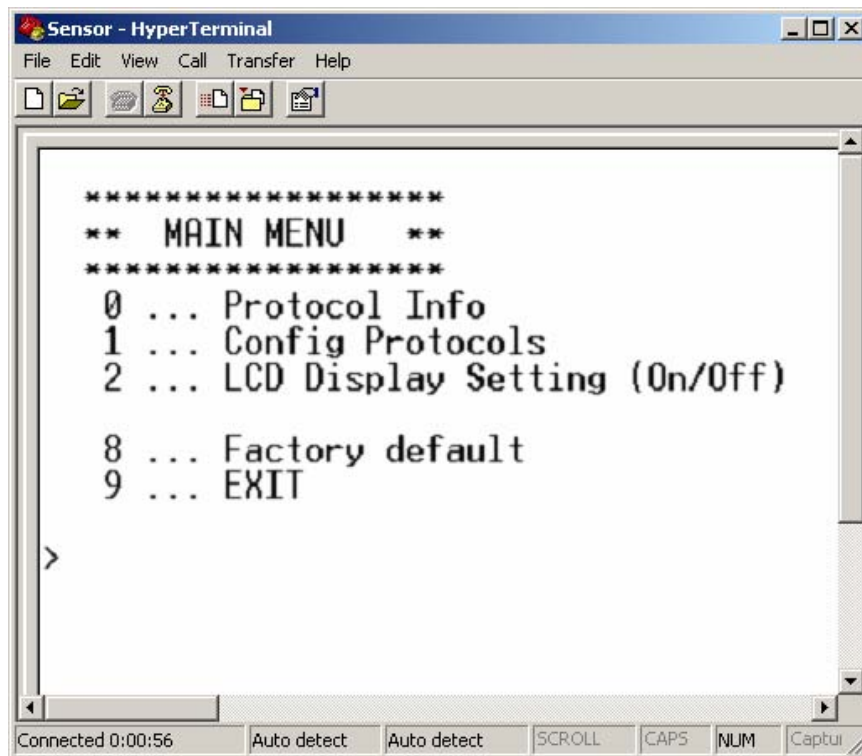 Sensor - HyperTerminal
File Edit View Call Transfer Help
******************
** MAIN MENU **
******************
0 ... Protocol Info
1 ... Config Protocols
2 ... LCD Display Setting (On/Off)
8 ... Factory default
9 ... EXIT
>
Connected 0:00:56 Auto detect Auto detect SCROLL CAPS NUM Captur